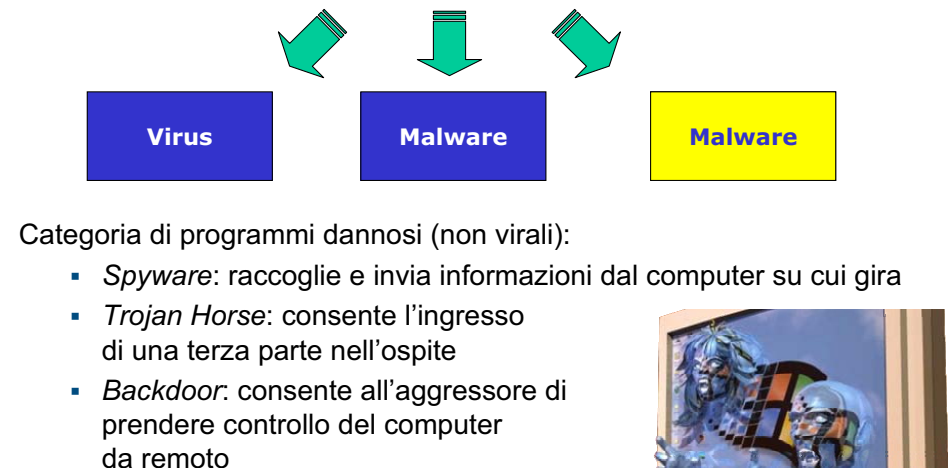 Virus
Malware
Malware
Categoria di programmi dannosi (non virali):
▪ Spyware: raccoglie e invia informazioni dal computer su cui gira
▪ Trojan Horse: consente l’ingresso
di una terza parte nell’ospite
▪ Backdoor: consente all’aggressore di
prendere controllo del computer
da remoto